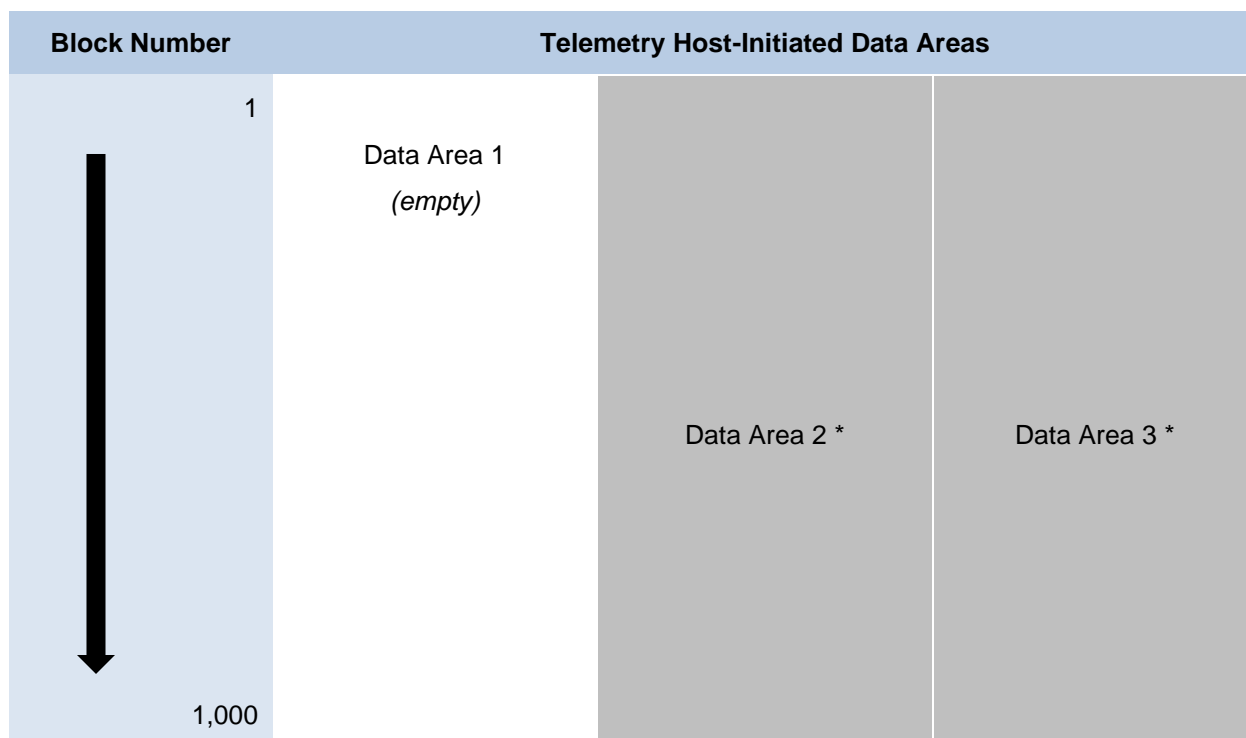 Block Number Telemetry Host-Initiated Data Areas
1
Data Area 1
(empty)
Data Area 2 * Data Area 3 *
1,000